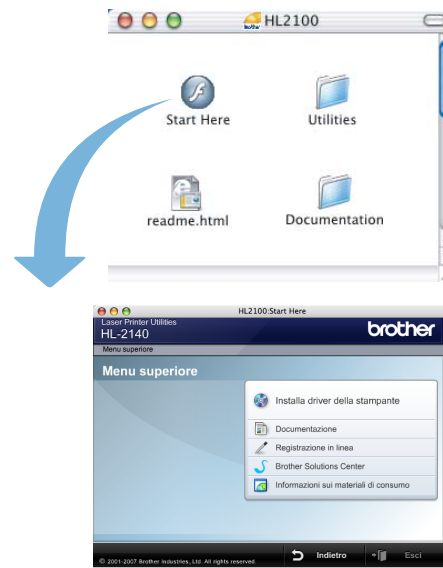 brother HL2100
Start Here
Utilities
readme.html
Documentation
HL2100:Start Here
Laser Printer Utilities
HL-2140
brother
Menu superiore
Menu superiore
Installa driver della stampante
Documentazione
Registrazione in linea
Brother Solutions Center
Informazioni sui materiali di consumo
© 2001-2007 Brother Industries, Ltd. All rights reserved.
Indietro
Esci